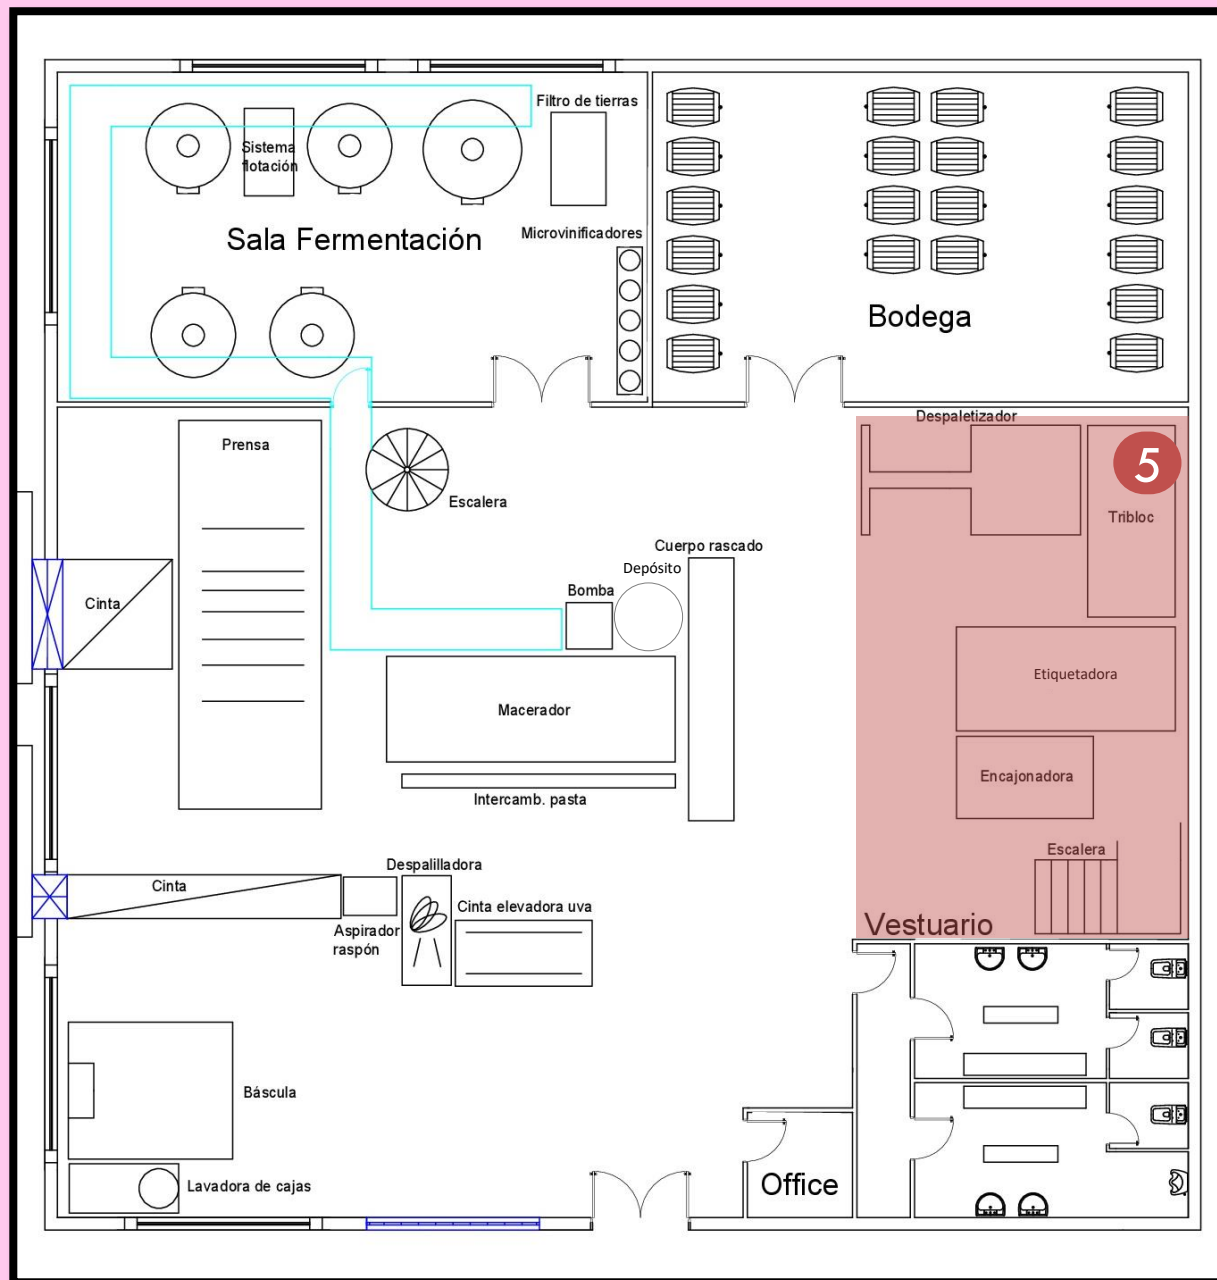 Filtro de tierras
Sistema
flotación
Sala Fermentación
Microvinificadores
Bodega
Despaletizador
Prensa
5
Escalera
Tribloc
Cuerpo rascado
Depósito
Bomba
Cinta
Etiquetadora
Macerador
Encajonadora
Intercamb. pasta
Escalera
Despalilladora
Cinta
Cinta elevadora uva
Aspirador
raspón
Vestuario
Báscula
Lavadora de cajas
Office